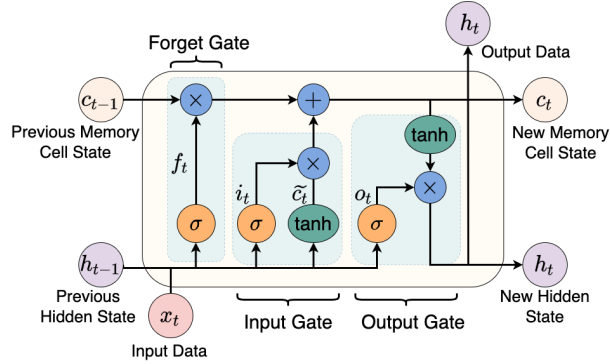 h_t
Output Data
Forget Gate
c_{t-1}
×
+
c_t
Previous Memory
Cell State
New Memory
Cell State
tanh
f_t
i_t
×
c̃_t
o_t
×
σ
σ
tanh
σ
h_{t-1}
h_t
Previous
Hidden State
x_t
Input Data
Input Gate
Output Gate
New Hidden
State